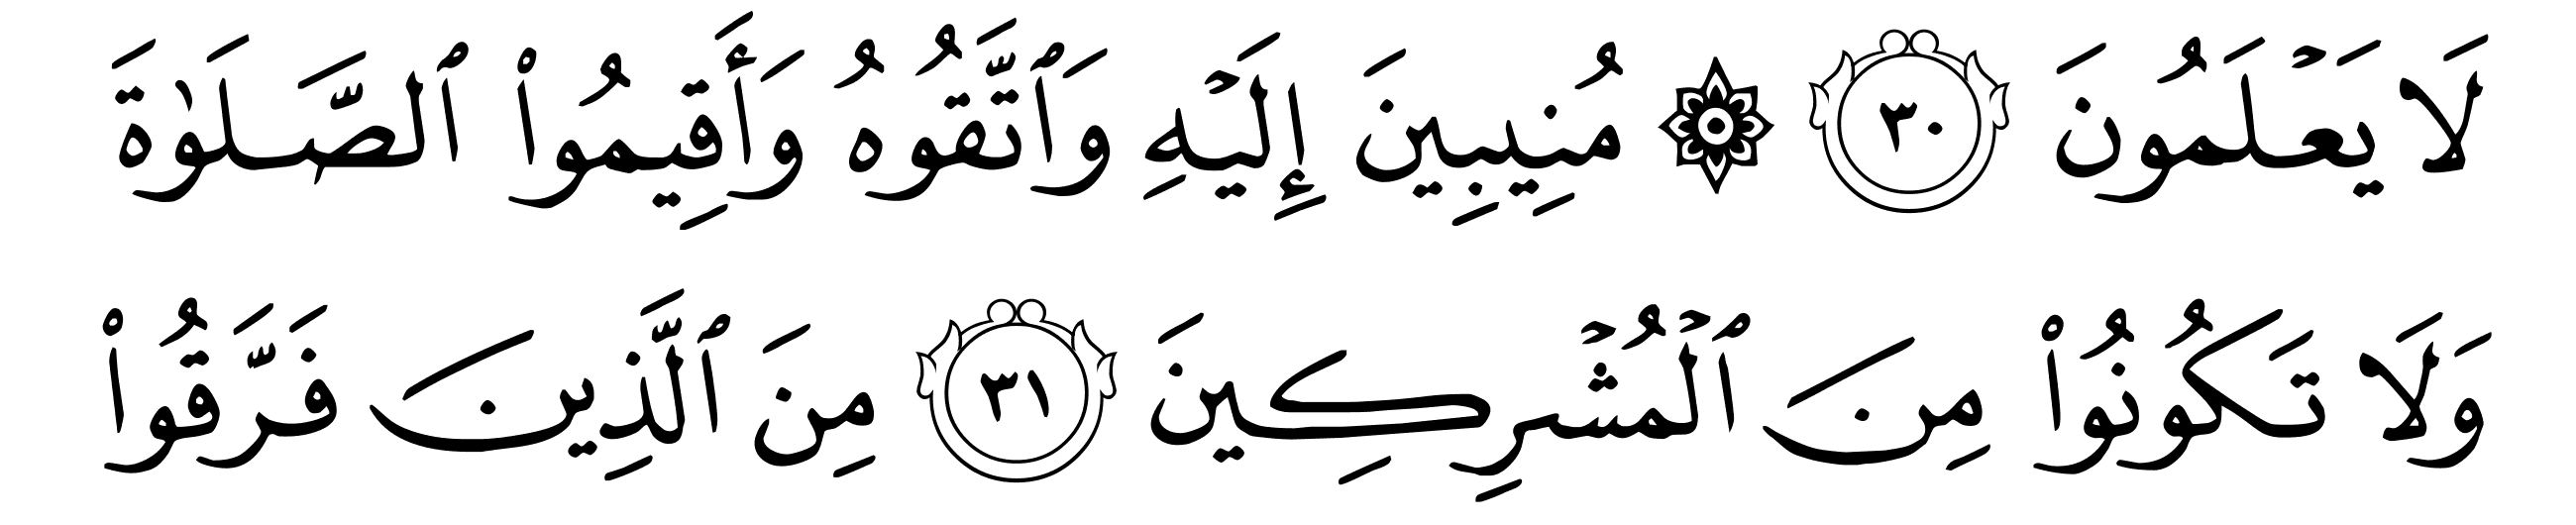 لَا يَعۡلَمُونَ ٣٠ ۞ مُنِيبِينَ إِلَيۡهِ وَٱتَّقُوهُ وَأَقِيمُواْ ٱلصَّلَوٰةَ
وَلَا تَكُونُواْ مِنَ ٱلۡمُشۡرِكِينَ ٣١ مِنَ ٱلَّذِينَ فَرَّقُواْ